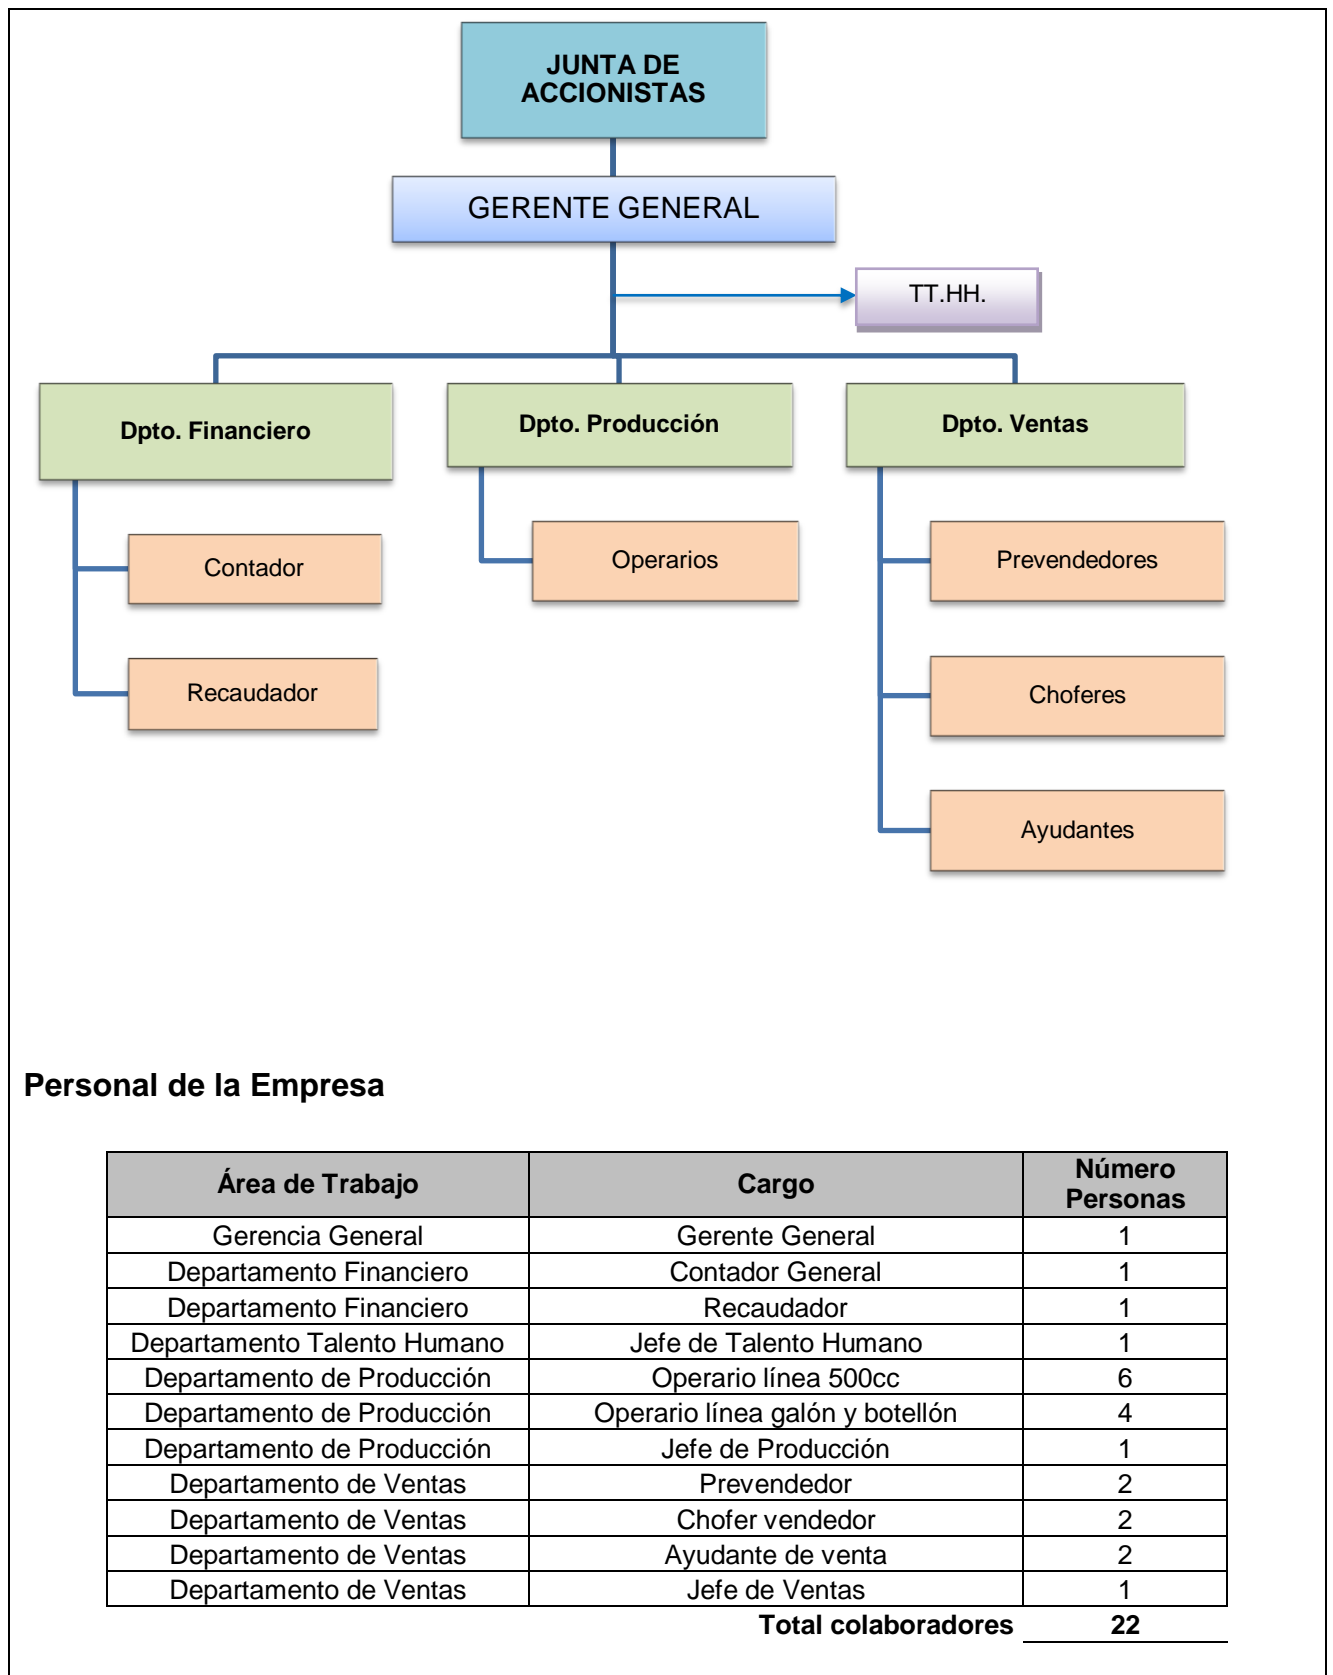 JUNTA DE
ACCIONISTAS
GERENTE GENERAL
TT.HH.
Dpto. Financiero
Dpto. Producción
Dpto. Ventas
Contador
Operarios
Prevendedores
Recaudador
Choferes
Ayudantes
Personal de la Empresa
Área de Trabajo Cargo Número Personas
Gerencia General Gerente General 1
Departamento Financiero Contador General 1
Departamento Financiero Recaudador 1
Departamento Talento Humano Jefe de Talento Humano 1
Departamento de Producción Operario línea 500cc 6
Departamento de Producción Operario línea galón y botellón 4
Departamento de Producción Jefe de Producción 1
Departamento de Ventas Prevendedor 2
Departamento de Ventas Chofer vendedor 2
Departamento de Ventas Ayudante de venta 2
Departamento de Ventas Jefe de Ventas 1
Total colaboradores 22